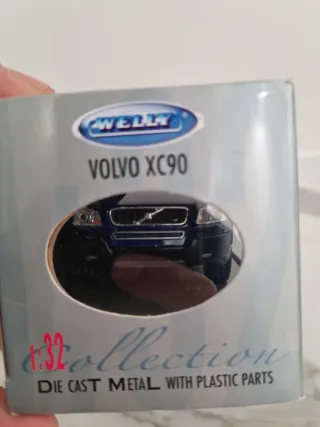 WELLY
VOLVO XC90
1:32
Collection
DIE CAST METAL WITH PLASTIC PARTS